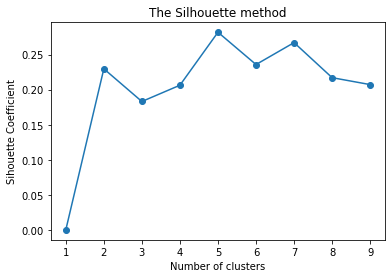 The Silhouette method
Sihouette Coefficient
0.25
0.20
0.15
0.10
0.05
0.00
1 2 3 4 5 6 7 8 9
Number of clusters